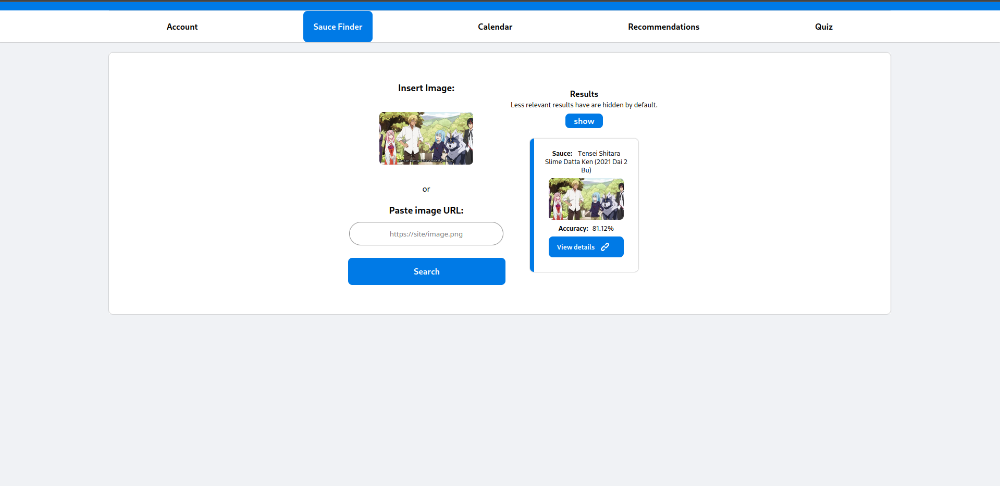 Account
Sauce Finder
Calendar
Recommendations
Quiz
Insert Image:
You can even go take a walk if you want.
or
Paste image URL:
https://site/image.png
Search
Results
Less relevant results have are hidden by default.
show
Sauce: Tensei Shitara
Slime Datta Ken (2021 Dai 2
Bu)
Accuracy: 81.12%
View details